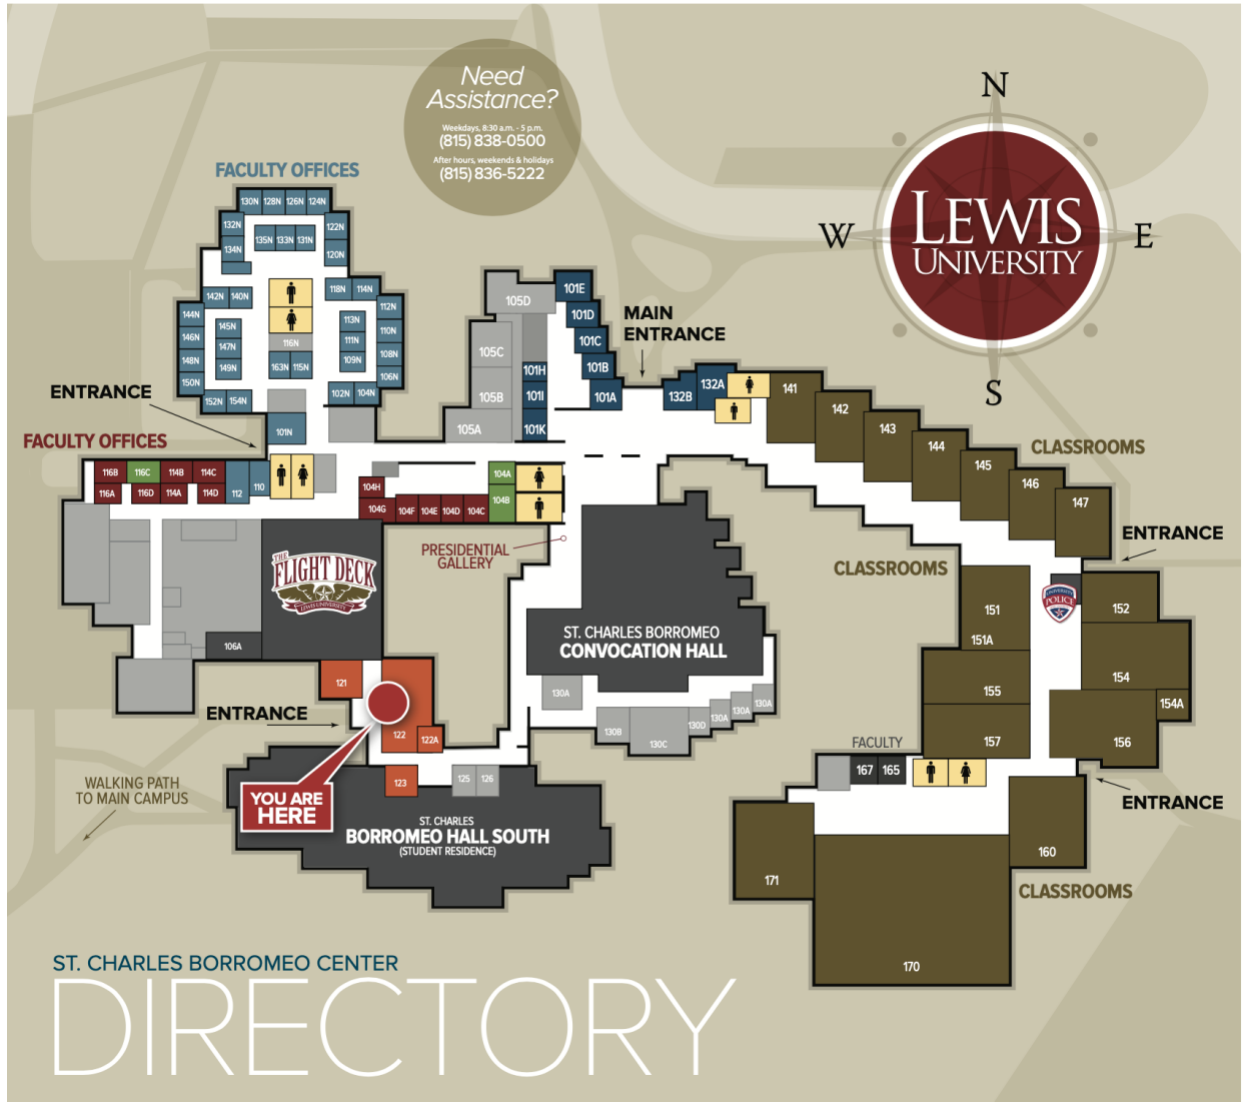 Need
Assistance?
Weekdays, 8:30 a.m. - 5 p.m.
(815) 838-0500
After hours, weekends & holidays
(815) 836-5222
N
W
E
S
LEWIS
UNIVERSITY
FACULTY OFFICES
130N 128N 126N 124N
132N
122N
135N 133N 131N
134N
120N
118N 114N
142N 140N
112N
144N
145N
113N
110N
146N
116N
111N
147N
108N
148N
109N
149N
163N 115N
106N
150N
152N 154N
102N 104N
101N
105D
101E
101D
101C
105C
101B
101H
105B
101I
101A
105A
101K
MAIN
ENTRANCE
132A
132B
141
142
143
144
145
146
147
CLASSROOMS
ENTRANCE
FACULTY OFFICES
116B 116C 114B 114C
116A 116D 114A 114D 112 110
104H
104G 104F 104E 104D 104C
104A
104B
PRESIDENTIAL
GALLERY
THE
FLIGHT DECK
LEWIS UNIVERSITY
106A
ENTRANCE
CLASSROOMS
151
151A
UNIVERSITY
POLICE
152
154
154A
155
156
157
ST. CHARLES BORROMEO
CONVOCATION HALL
130A
130B
130C
130D
130A
130A
130A
121
122
122A
ENTRANCE
123
125 126
YOU ARE
HERE
ST. CHARLES
BORROMEO HALL SOUTH
(STUDENT RESIDENCE)
WALKING PATH
TO MAIN CAMPUS
FACULTY
167 165
ENTRANCE
160
171
CLASSROOMS
170
ST. CHARLES BORROMEO CENTER
DIRECTORY